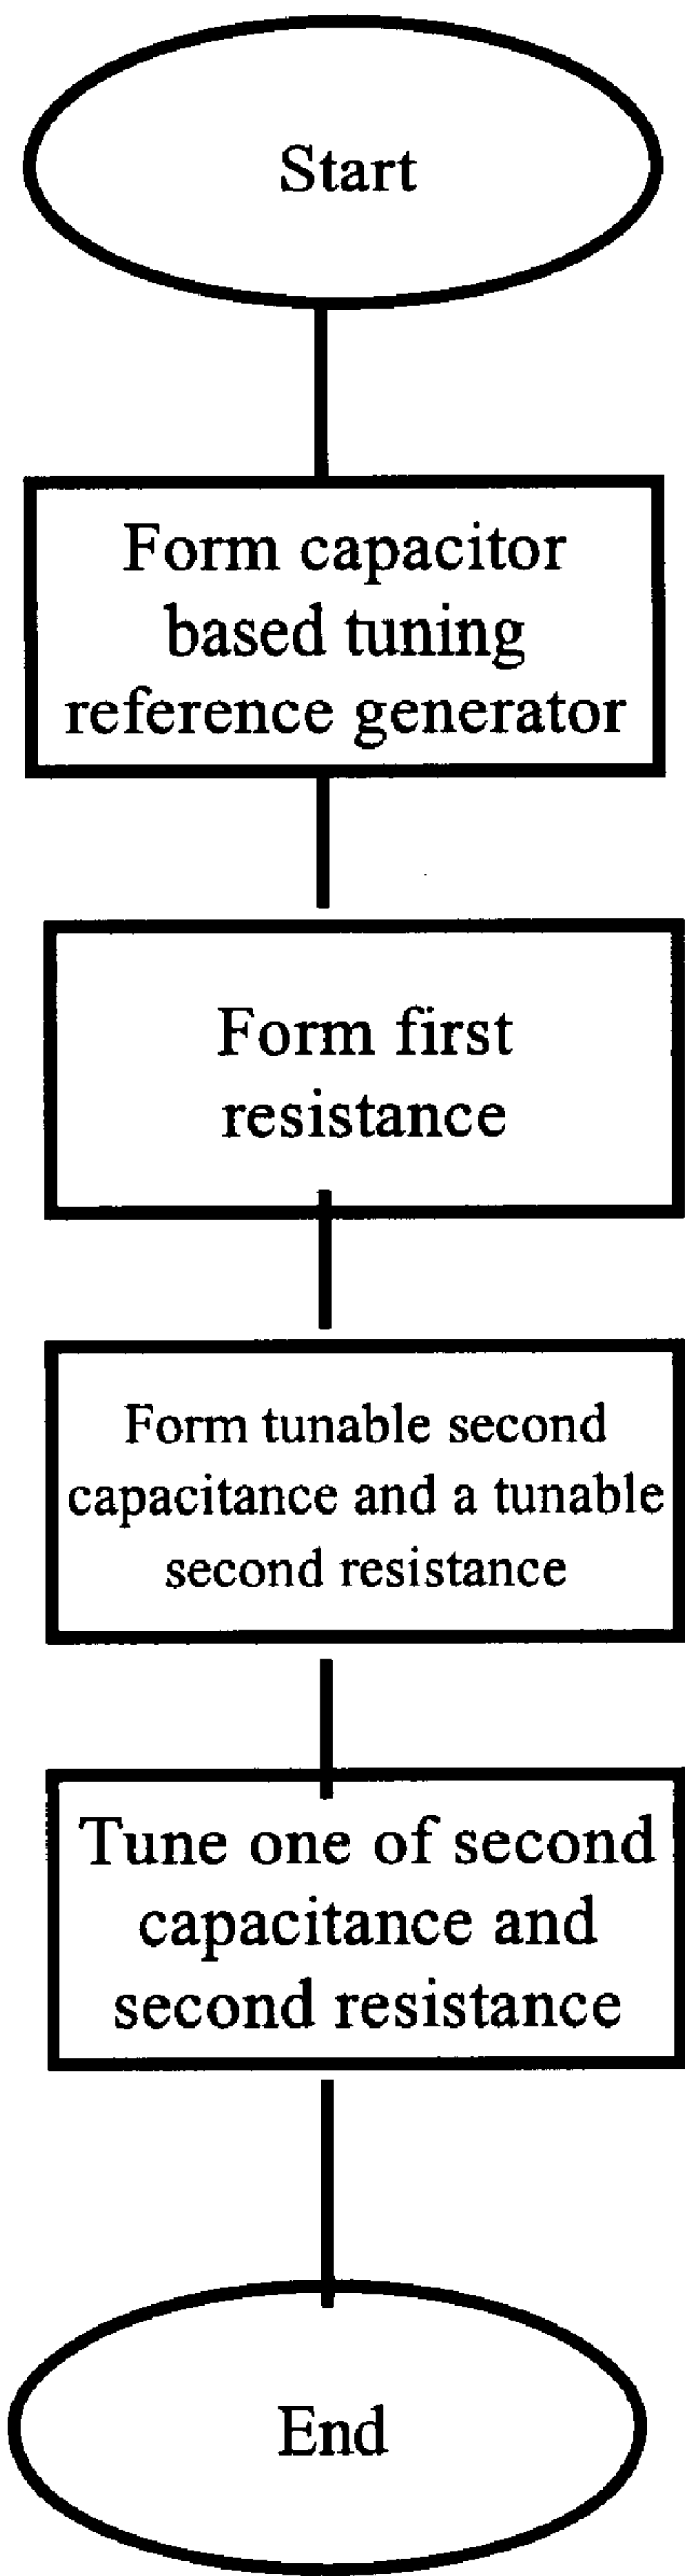 Start
Form capacitor
based tuning
reference generator
Form first
resistance
Form tunable second
capacitance and a tunable
second resistance
Tune one of second
capacitance and
second resistance
End